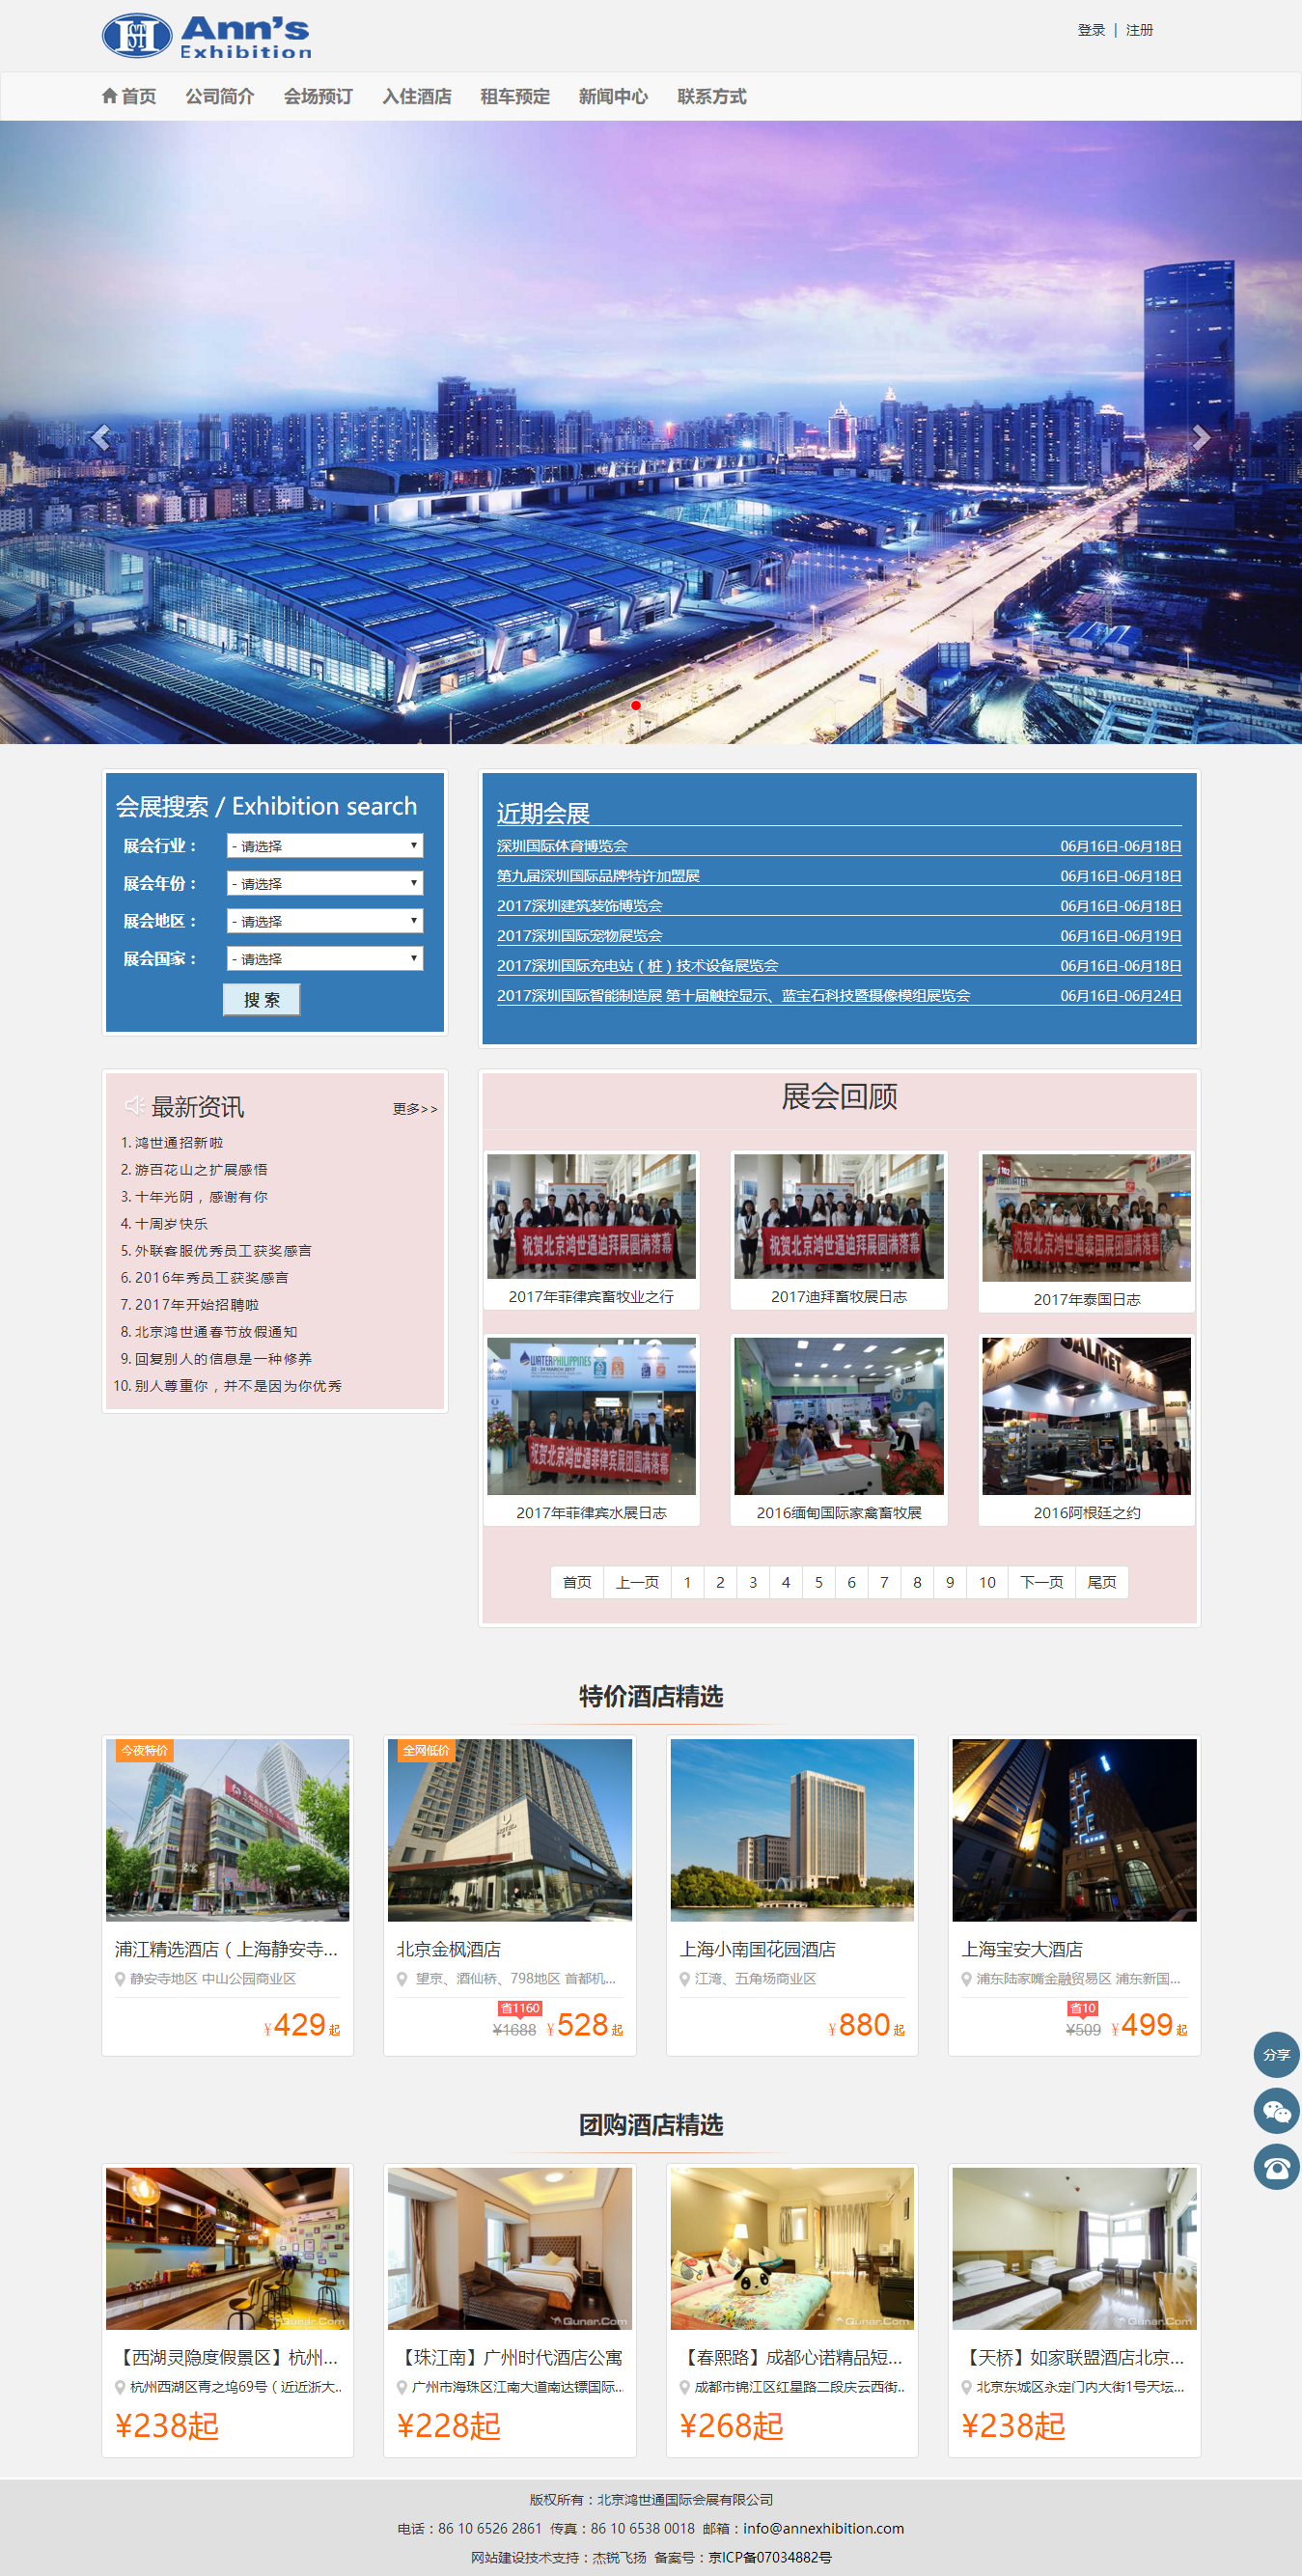 Ann's
Exhibition
登录 | 注册
首页 公司简介 会场预订 入住酒店 租车预定 新闻中心 联系方式
会展搜索 / Exhibition search
展会行业： - 请选择
展会年份： - 请选择
展会地区： - 请选择
展会国家： - 请选择
搜 索
近期会展
深圳国际体育博览会 06月16日-06月18日
第九届深圳国际品牌特许加盟展 06月16日-06月18日
2017深圳建筑装饰博览会 06月16日-06月18日
2017深圳国际宠物展览会 06月16日-06月19日
2017深圳国际充电站（桩）技术设备展览会 06月16日-06月18日
2017深圳国际智能制造展 第十届触控显示、蓝宝石科技暨摄像模组展览会 06月16日-06月24日
最新资讯 更多>>
1. 鸿世通招新啦
2. 游百花山之扩展感悟
3. 十年光阴，感谢有你
4. 十周岁快乐
5. 外联客服优秀员工获奖感言
6. 2016年秀员工获奖感言
7. 2017年开始招聘啦
8. 北京鸿世通春节放假通知
9. 回复别人的信息是一种修养
10. 别人尊重你，并不是因为你优秀
展会回顾
祝贺北京鸿世通迪拜展圆满落幕
祝贺北京鸿世通迪拜展圆满落幕
祝贺北京鸿世通泰国展团圆满落幕
2017年菲律宾畜牧业之行
2017迪拜畜牧展日志
2017年泰国日志
WATERPHILIPPINES
祝贺北京鸿世通菲律宾展团圆满落幕
SALMET
2017年菲律宾水展日志
2016缅甸国际家禽畜牧展
2016阿根廷之约
首页 上一页 1 2 3 4 5 6 7 8 9 10 下一页 尾页
特价酒店精选
今夜特价
全网低价
浦江精选酒店（上海静安寺...
静安寺地区 中山公园商业区
¥429起
北京金枫酒店
望京、酒仙桥、798地区 首都机...
省1160
¥1688 ¥528起
上海小南国花园酒店
江湾、五角场商业区
¥880起
上海宝安大酒店
浦东陆家嘴金融贸易区 浦东新国...
省10
¥509 ¥499起
分享
团购酒店精选
Qunar.Com
Qunar.Com
Qunar.Com
Qunar.Com
【西湖灵隐度假景区】杭州...
杭州西湖区青之坞69号（近近浙大..
¥238起
【珠江南】广州时代酒店公寓
广州市海珠区江南大道南达镖国际..
¥228起
【春熙路】成都心诺精品短...
成都市锦江区红星路二段庆云西街..
¥268起
【天桥】如家联盟酒店北京...
北京东城区永定门内大街1号天坛...
¥238起
版权所有：北京鸿世通国际会展有限公司
电话：86 10 6526 2861 传真：86 10 6538 0018 邮箱：info@annexhibition.com
网站建设技术支持：杰锐飞扬 备案号：京ICP备07034882号